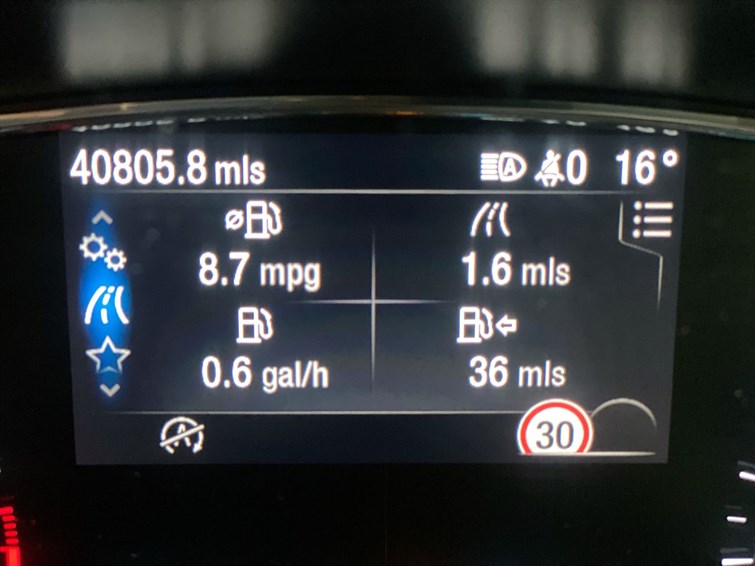 40805.8 mls A 0 16°
8.7 mpg 1.6 mls
0.6 gal/h 36 mls
A 30